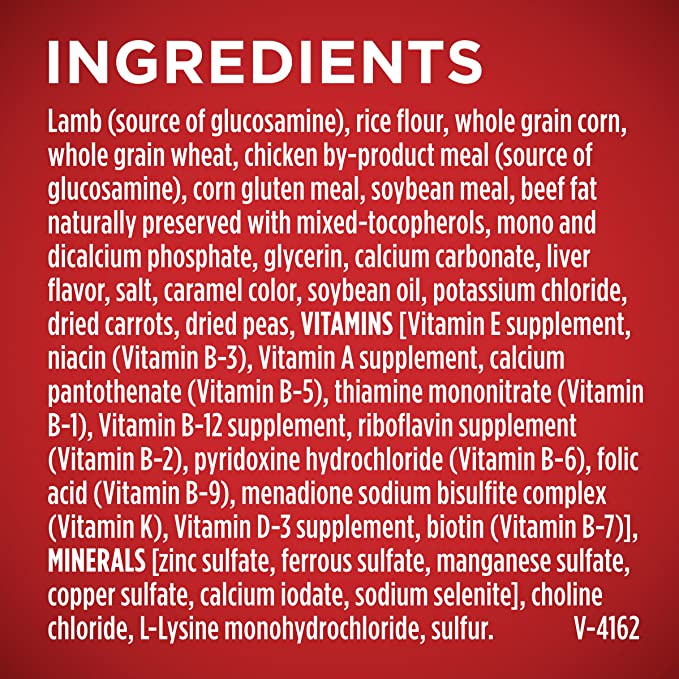 INGREDIENTS
Lamb (source of glucosamine), rice flour, whole grain corn,
whole grain wheat, chicken by-product meal (source of
glucosamine), corn gluten meal, soybean meal, beef fat
naturally preserved with mixed-tocopherols, mono and
dicalcium phosphate, glycerin, calcium carbonate, liver
flavor, salt, caramel color, soybean oil, potassium chloride,
dried carrots, dried peas, VITAMINS [Vitamin E supplement,
niacin (Vitamin B-3), Vitamin A supplement, calcium
pantothenate (Vitamin B-5), thiamine mononitrate (Vitamin
B-1), Vitamin B-12 supplement, riboflavin supplement
(Vitamin B-2), pyridoxine hydrochloride (Vitamin B-6), folic
acid (Vitamin B-9), menadione sodium bisulfite complex
(Vitamin K), Vitamin D-3 supplement, biotin (Vitamin B-7)],
MINERALS [zinc sulfate, ferrous sulfate, manganese sulfate,
copper sulfate, calcium iodate, sodium selenite], choline
chloride, L-Lysine monohydrochloride, sulfur. V-4162